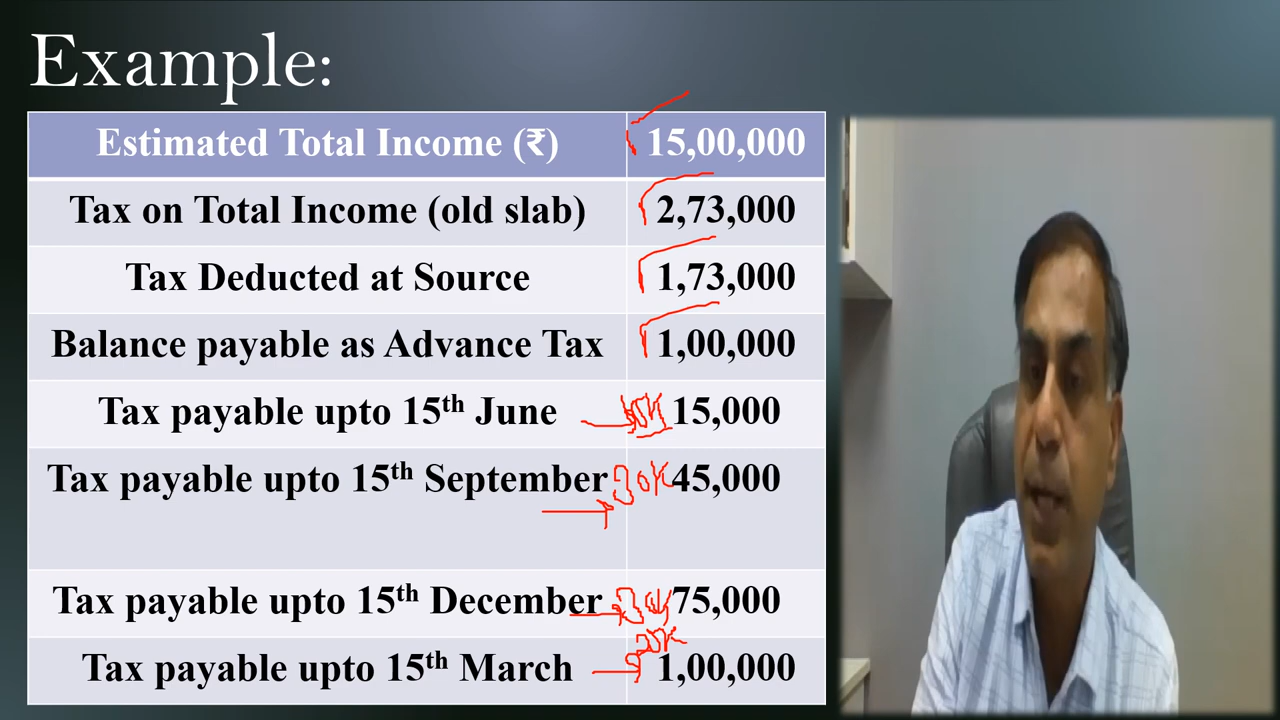 Example:
Estimated Total Income (₹) 15,00,000
Tax on Total Income (old slab) 2,73,000
Tax Deducted at Source 1,73,000
Balance payable as Advance Tax 1,00,000
Tax payable upto 15th June 15,000
Tax payable upto 15th September 30K 45,000
Tax payable upto 15th December 75,000
Tax payable upto 15th March 1,00,000